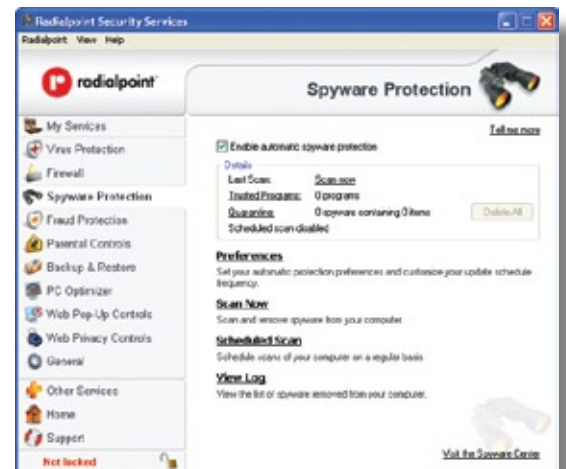 Radialpoint Security Services
Radialpoint View Help
radialpoint
Spyware Protection
Tell me more
My Services
Virus Protection
Firewall
Spyware Protection
Fraud Protection
Parental Controls
Backup & Restore
PC Optimizer
Web Pop-Up Controls
Web Privacy Controls
General
Other Services
Home
Support
Not locked
Enable automatic spyware protection
Details
Last Scan: Scan now
Trusted Programs: 0 programs
Quarantine: 0 spyware containing 0 items
Delete All
Scheduled scan disabled
Preferences
Set your automatic protection preferences and customize your update schedule
frequency.
Scan Now
Scan and remove spyware from your computer
Scheduled Scan
Schedule scans of your computer on a regular basis
View Log
View the list of spyware removed from your computer.
Visit the Spyware Center